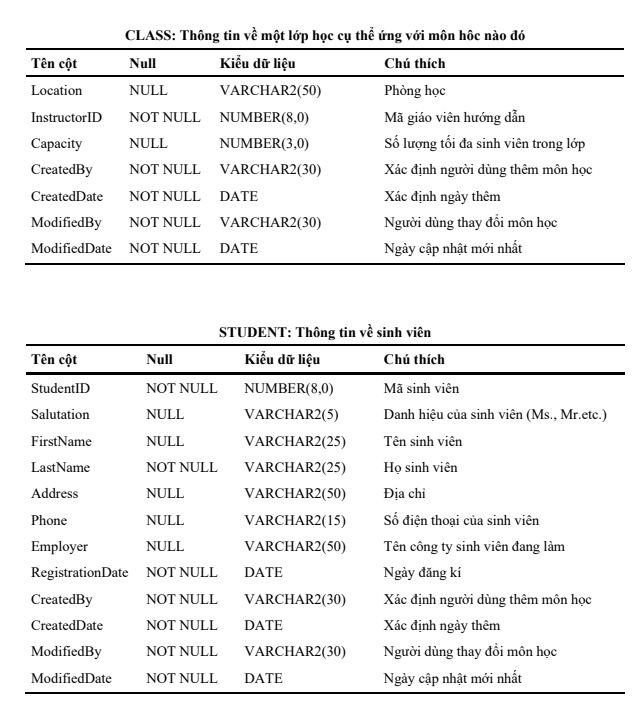 CLASS: Thông tin về một lớp học cụ thể ứng với môn hôc nào đó
Tên cột Null Kiểu dữ liệu Chú thích
Location NULL VARCHAR2(50) Phòng học
InstructorID NOT NULL NUMBER(8,0) Mã giáo viên hướng dẫn
Capacity NULL NUMBER(3,0) Số lượng tối đa sinh viên trong lớp
CreatedBy NOT NULL VARCHAR2(30) Xác định người dùng thêm môn học
CreatedDate NOT NULL DATE Xác định ngày thêm
ModifiedBy NOT NULL VARCHAR2(30) Người dùng thay đổi môn học
ModifiedDate NOT NULL DATE Ngày cập nhật mới nhất
STUDENT: Thông tin về sinh viên
Tên cột Null Kiểu dữ liệu Chú thích
StudentID NOT NULL NUMBER(8,0) Mã sinh viên
Salutation NULL VARCHAR2(5) Danh hiệu của sinh viên (Ms., Mr.etc.)
FirstName NULL VARCHAR2(25) Tên sinh viên
LastName NOT NULL VARCHAR2(25) Họ sinh viên
Address NULL VARCHAR2(50) Địa chỉ
Phone NULL VARCHAR2(15) Số điện thoại của sinh viên
Employer NULL VARCHAR2(50) Tên công ty sinh viên đang làm
RegistrationDate NOT NULL DATE Ngày đăng kí
CreatedBy NOT NULL VARCHAR2(30) Xác định người dùng thêm môn học
CreatedDate NOT NULL DATE Xác định ngày thêm
ModifiedBy NOT NULL VARCHAR2(30) Người dùng thay đổi môn học
ModifiedDate NOT NULL DATE Ngày cập nhật mới nhất